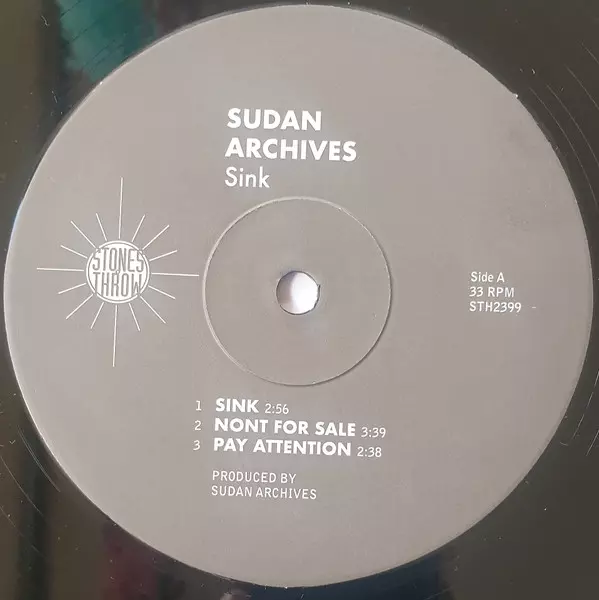 SUDAN
ARCHIVES
Sink
STONES
THROW
Side A
33 RPM
STH2399
1 SINK 2:56
2 NONT FOR SALE 3:39
3 PAY ATTENTION 2:38
PRODUCED BY
SUDAN ARCHIVES